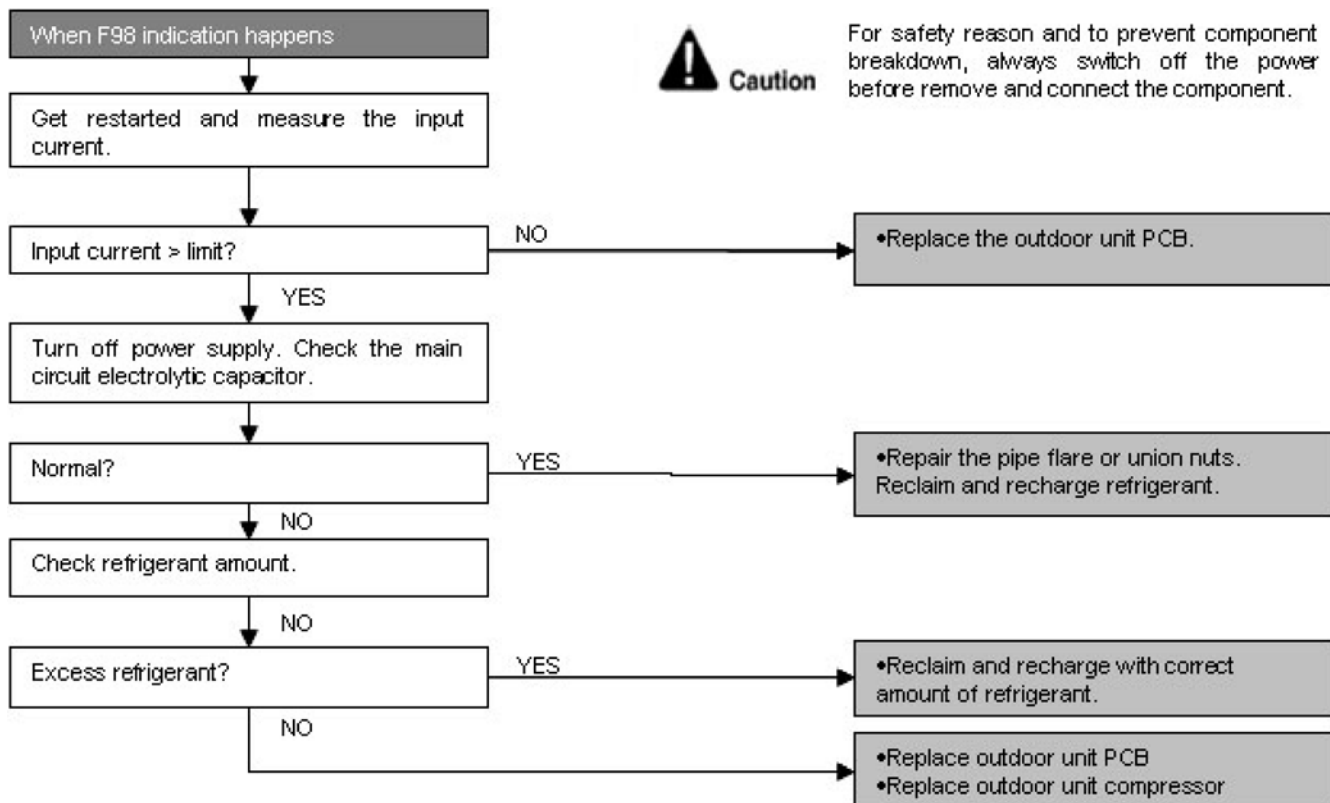 When F98 indication happens
Caution
For safety reason and to prevent component
breakdown, always switch off the power
before remove and connect the component.
Get restarted and measure the input
current.
Input current > limit?
NO
•Replace the outdoor unit PCB.
YES
Turn off power supply. Check the main
circuit electrolytic capacitor.
Normal?
YES
•Repair the pipe flare or union nuts.
Reclaim and recharge refrigerant.
NO
Check refrigerant amount.
NO
Excess refrigerant?
YES
•Reclaim and recharge with correct
amount of refrigerant.
NO
•Replace outdoor unit PCB
•Replace outdoor unit compressor